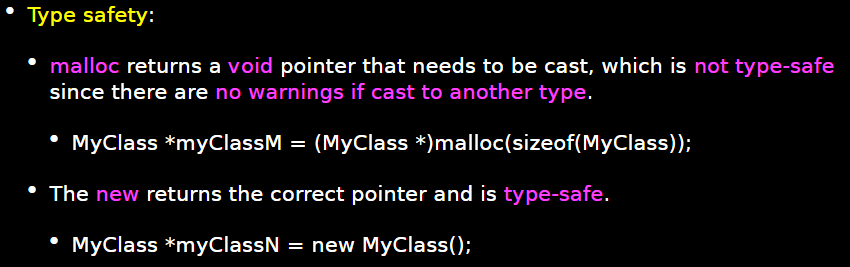 • Type safety:
• malloc returns a void pointer that needs to be cast, which is not type-safe
since there are no warnings if cast to another type.
• MyClass *myClassM = (MyClass *)malloc(sizeof(MyClass));
• The new returns the correct pointer and is type-safe.
• MyClass *myClassN = new MyClass();